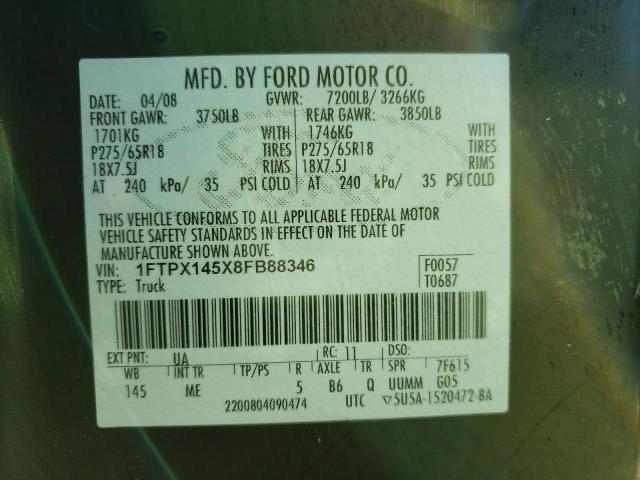 MFD. BY FORD MOTOR CO.
DATE: 04/08 GVWR: 7200LB/ 3266KG
FRONT GAWR: 3750LB REAR GAWR: 3850LB
1701KG WITH 1746KG WITH
P275/65R18 TIRES P275/65R18 TIRES
18X7.5J RIMS 18X7.5J RIMS
AT 240 kPa/ 35 PSI COLD AT 240 kPa/ 35 PSI COLD
THIS VEHICLE CONFORMS TO ALL APPLICABLE FEDERAL MOTOR
VEHICLE SAFETY STANDARDS IN EFFECT ON THE DATE OF
MANUFACTURE SHOWN ABOVE.
VIN: 1FTPX145X8FB88346 F0057
TYPE: Truck T0687
EXT PNT: UA RC: 11 DSO:
WB INT TR TP/PS R AXLE TR SPR 7F615
145 ME 5 B6 Q UUMM G05
2200804090474 UTC ▽5U5A-1520472-BA